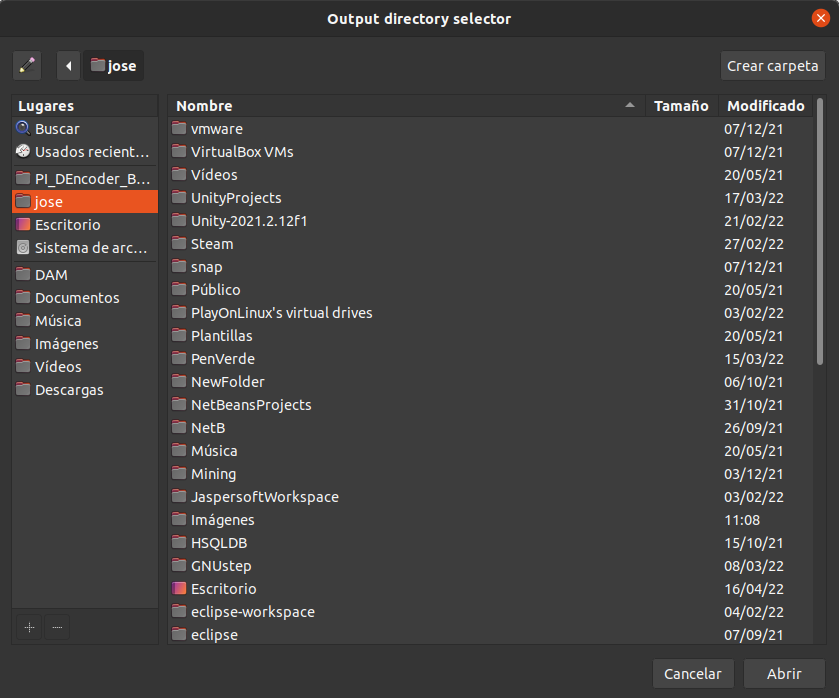 Output directory selector
jose
Crear carpeta
Lugares
Buscar
Usados recient...
PI_DEncoder_B...
jose
Escritorio
Sistema de arc...
DAM
Documentos
Música
Imágenes
Vídeos
Descargas
Nombre Tamaño Modificado
vmware 07/12/21
VirtualBox VMs 07/12/21
Vídeos 20/05/21
UnityProjects 17/03/22
Unity-2021.2.12f1 21/02/22
Steam 27/02/22
snap 07/12/21
Público 20/05/21
PlayOnLinux's virtual drives 03/02/22
Plantillas 20/05/21
PenVerde 15/03/22
NewFolder 06/10/21
NetBeansProjects 31/10/21
NetB 26/09/21
Música 20/05/21
Mining 03/12/21
JaspersoftWorkspace 03/02/22
Imágenes 11:08
HSQLDB 15/10/21
GNUstep 08/03/22
Escritorio 16/04/22
eclipse-workspace 04/02/22
eclipse 07/09/21
Cancelar
Abrir